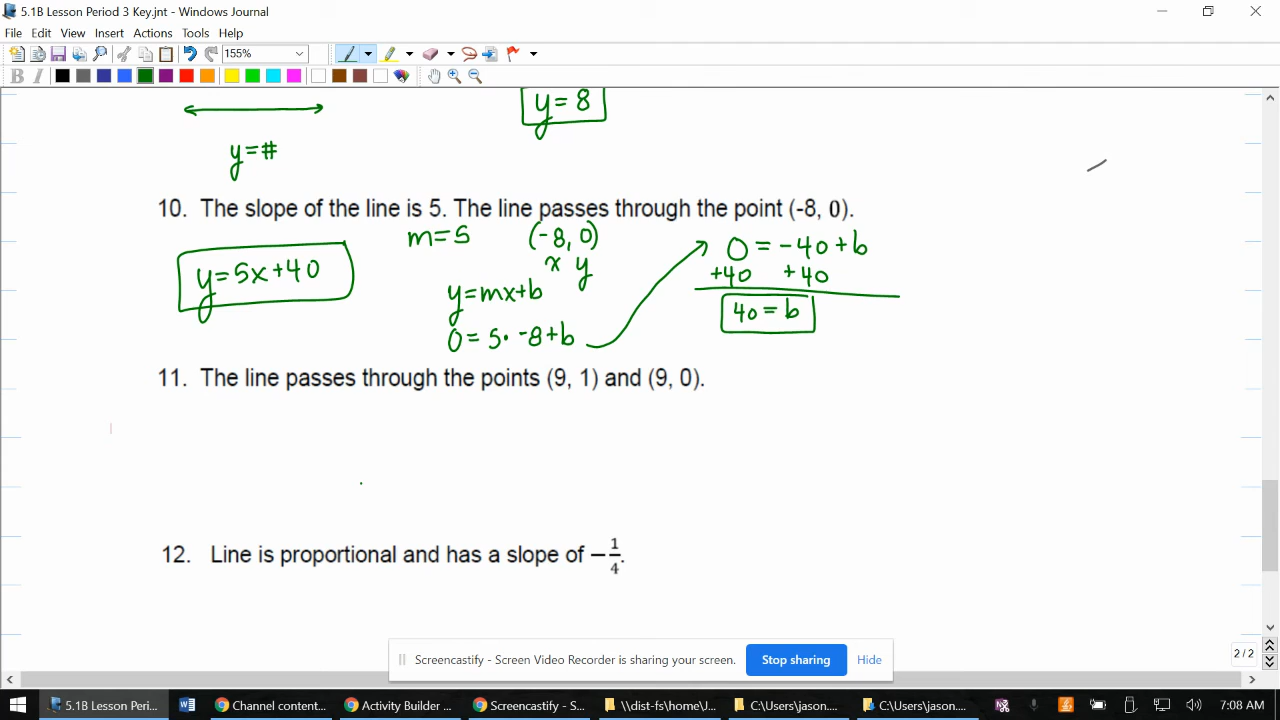 5.1B Lesson Period 3 Key.jnt - Windows Journal
File Edit View Insert Actions Tools Help
155%
B I
y = 8
y = #
10. The slope of the line is 5. The line passes through the point (-8, 0).
m = 5 (-8, 0)
x y
y = 5x + 40
y = mx + b
0 = 5 • -8 + b
0 = -40 + b
+40 +40
40 = b
11. The line passes through the points (9, 1) and (9, 0).
12. Line is proportional and has a slope of −1/4.
Screencastify - Screen Video Recorder is sharing your screen. Stop sharing Hide
2 / 2
5.1B Lesson Peri... Channel content... Activity Builder ... Screencastify - S... \\dist-fs\home\J... C:\Users\jason.... C:\Users\jason.... 7:08 AM